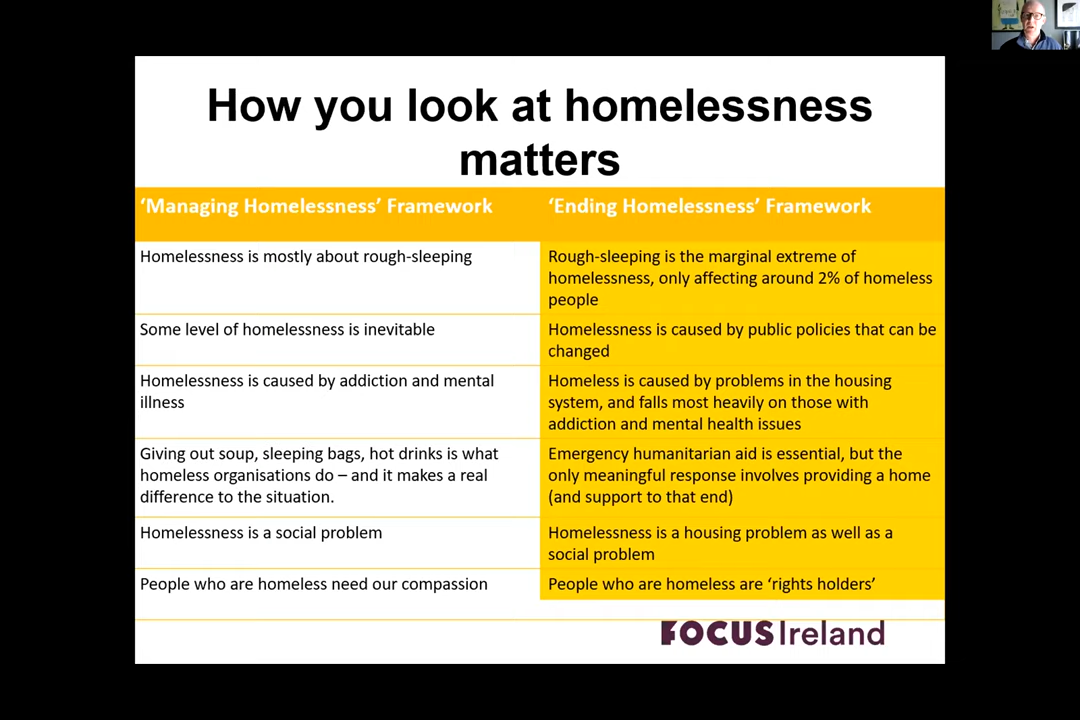 How you look at homelessness
matters
‘Managing Homelessness’ Framework
‘Ending Homelessness’ Framework
Homelessness is mostly about rough-sleeping
Rough-sleeping is the marginal extreme of
homelessness, only affecting around 2% of homeless
people
Some level of homelessness is inevitable
Homelessness is caused by public policies that can be
changed
Homelessness is caused by addiction and mental
illness
Homeless is caused by problems in the housing
system, and falls most heavily on those with
addiction and mental health issues
Giving out soup, sleeping bags, hot drinks is what
homeless organisations do – and it makes a real
difference to the situation.
Emergency humanitarian aid is essential, but the
only meaningful response involves providing a home
(and support to that end)
Homelessness is a social problem
Homelessness is a housing problem as well as a
social problem
People who are homeless need our compassion
People who are homeless are ‘rights holders’
FOCUS Ireland